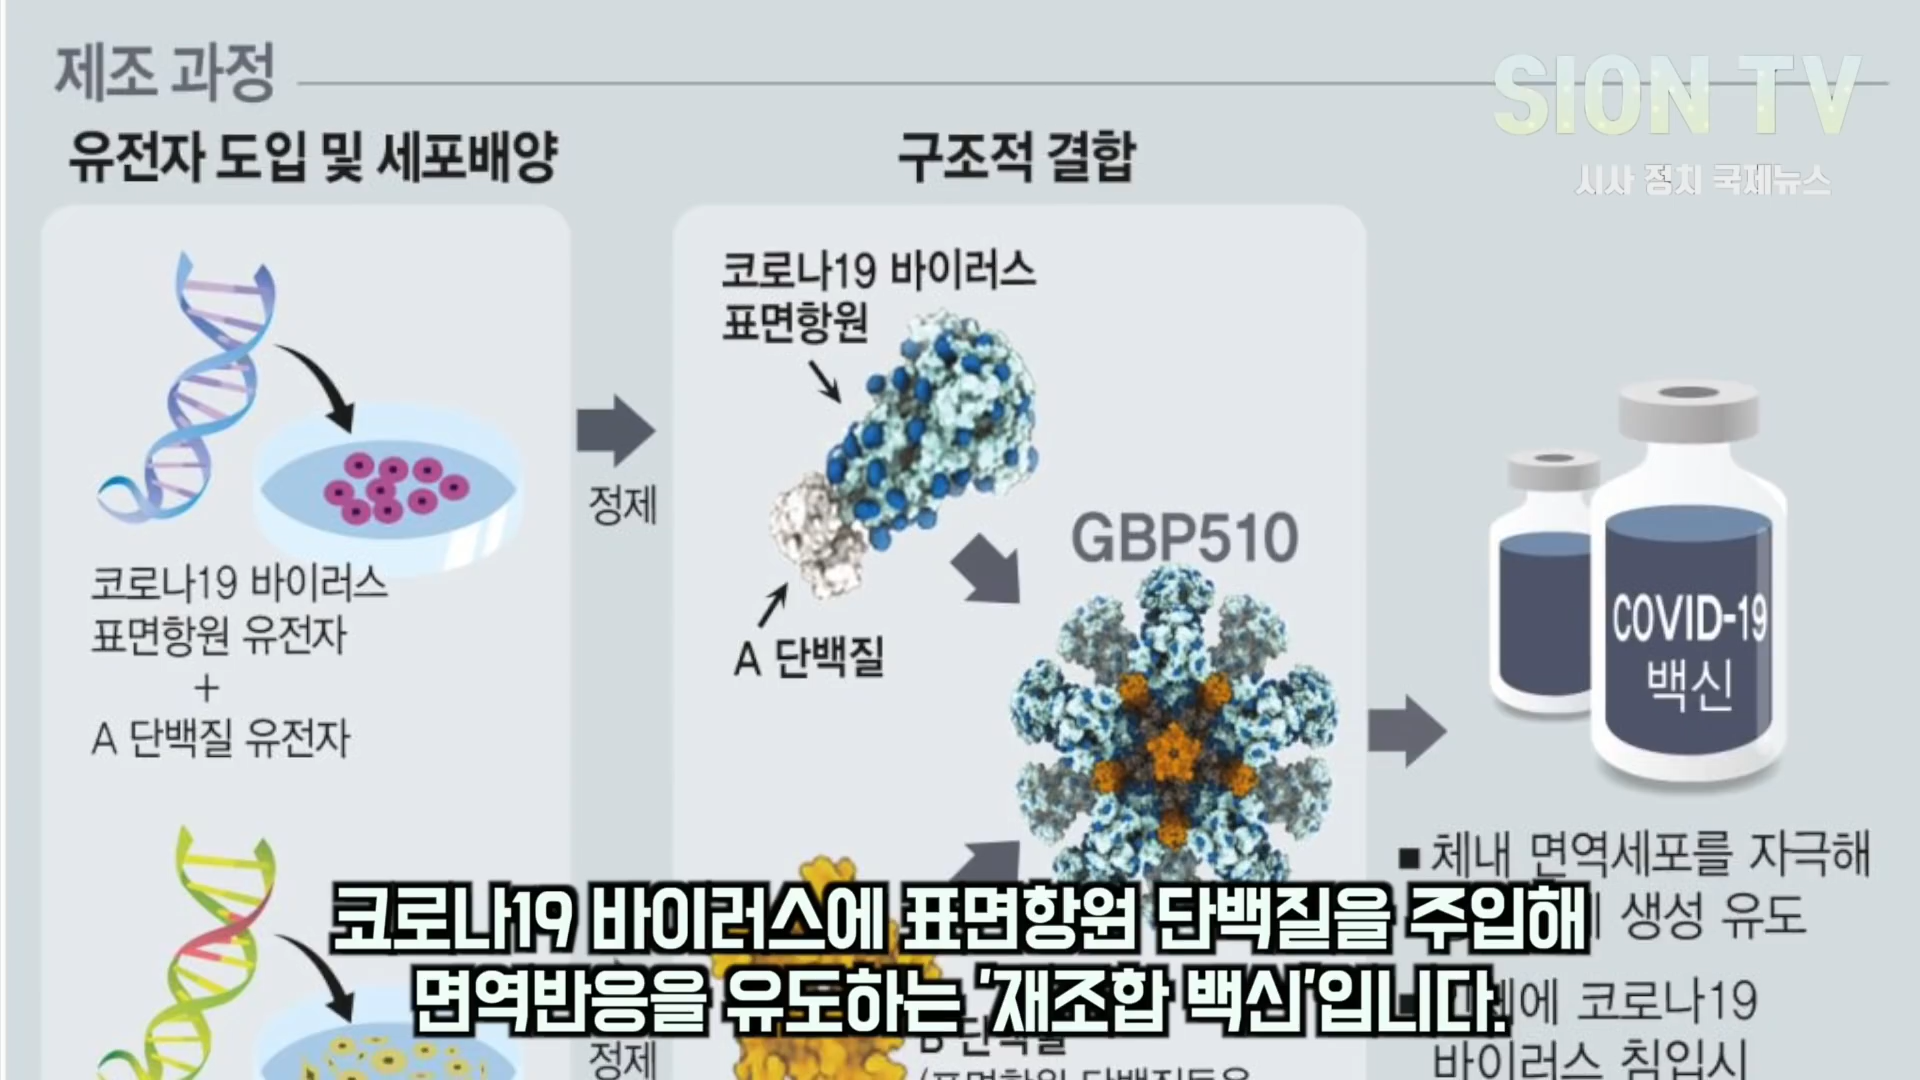 제조 과정
SION TV
시사 정치 국제뉴스
유전자 도입 및 세포배양
구조적 결합
코로나19 바이러스
표면항원
정제
GBP510
A 단백질
코로나19 바이러스
표면항원 유전자
+
A 단백질 유전자
COVID-19
백신
■ 체내 면역세포를 자극해
생성 유도
코로나19 바이러스에 표면항원 단백질을 주입해
면역반응을 유도하는 '재조합 백신'입니다.
코로나19
바이러스 침입시
정제
B 단백질